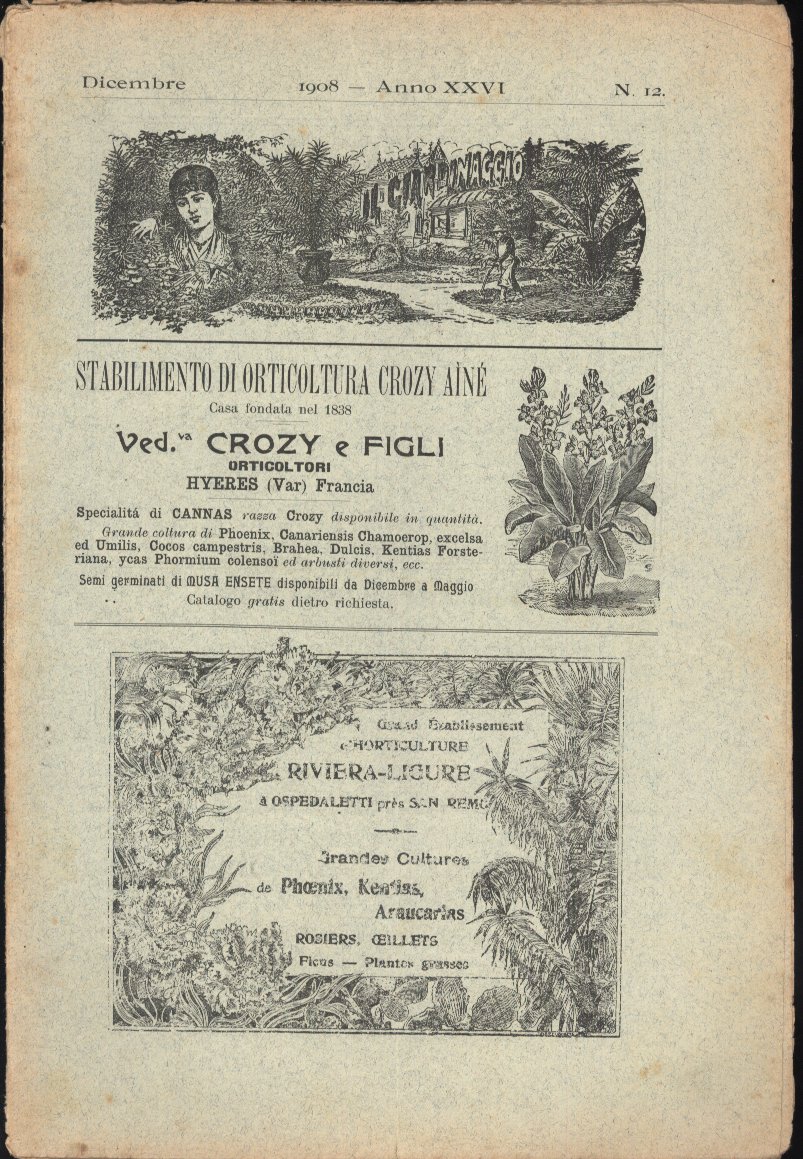 Dicembre 1908 — Anno XXVI N. 12.
IL GIARDINAGGIO
STABILIMENTO DI ORTICOLTURA CROZY AÌNÉ
Casa fondata nel 1838
Ved.va CROZY e FIGLI
ORTICOLTORI
HYERES (Var) Francia
Specialitá di CANNAS razza Crozy disponibile in quantità.
Grande coltura di Phoenix, Canariensis Chamoerop, excelsa
ed Umilis, Cocos campestris, Brahea, Dulcis, Kentias Forste-
riana, ycas Phormium colensoï ed arbusti diversi, ecc.
Semi germinati di MUSA ENSETE disponibili da Dicembre a Maggio
Catalogo gratis dietro richiesta.
Grand Etablissement
d'HORTICULTURE
RIVIERA-LIGURE
A OSPEDALETTI près SAN REMO
Grandes Cultures
de Phœnix, Kentias,
Araucarias
ROSIERS, ŒILLETS
Ficus — Plantes grasses